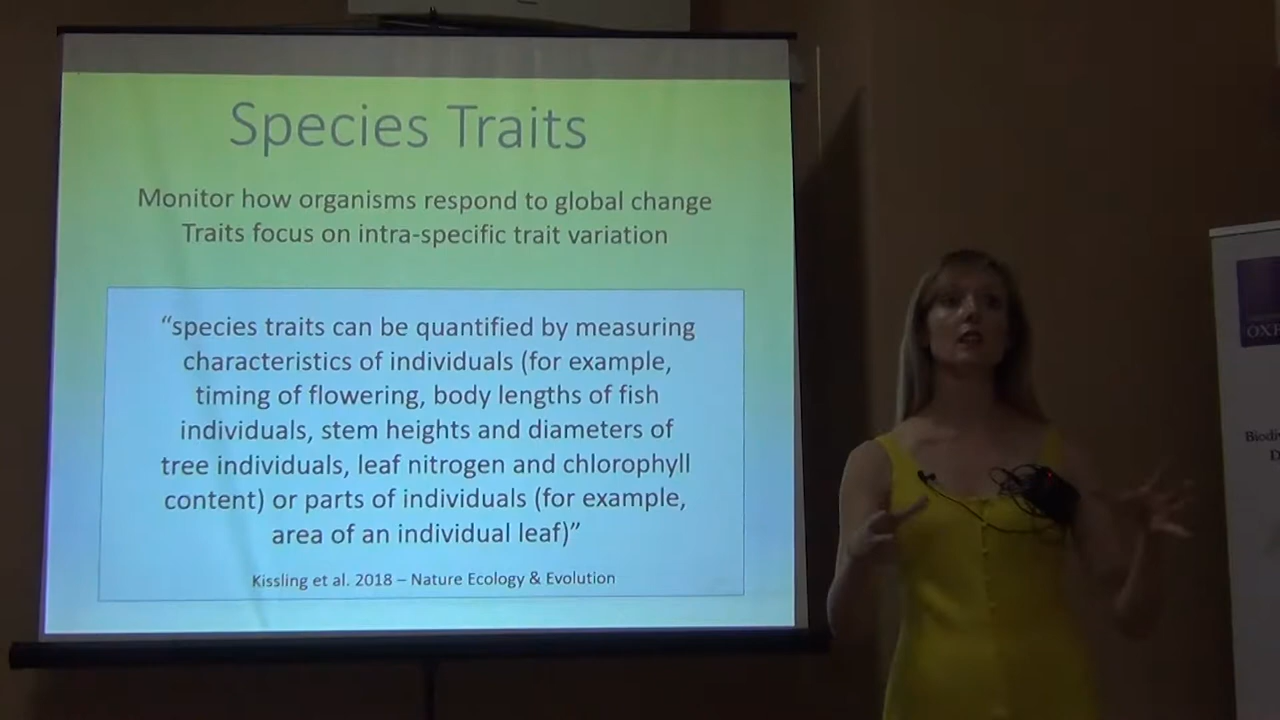 Species Traits
Monitor how organisms respond to global change
Traits focus on intra-specific trait variation
“species traits can be quantified by measuring
characteristics of individuals (for example,
timing of flowering, body lengths of fish
individuals, stem heights and diameters of
tree individuals, leaf nitrogen and chlorophyll
content) or parts of individuals (for example,
area of an individual leaf)”
Kissling et al. 2018 – Nature Ecology & Evolution